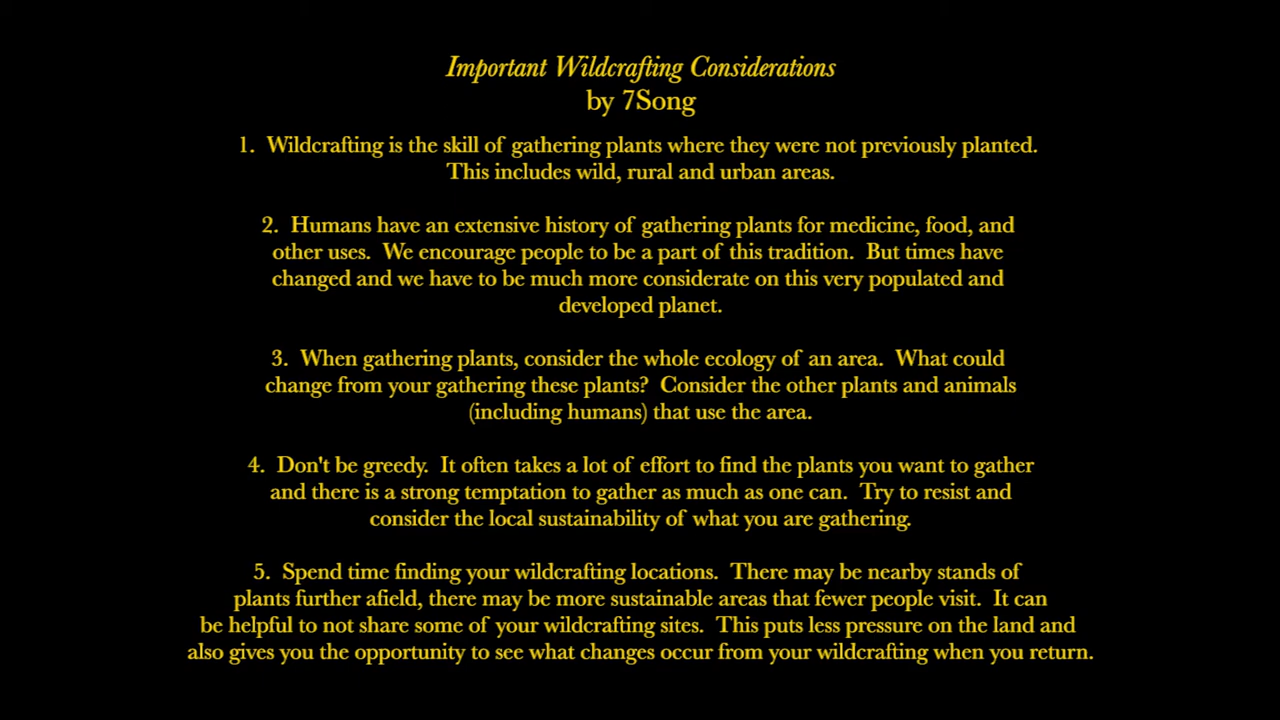 Important Wildcrafting Considerations
by 7Song
1.  Wildcrafting is the skill of gathering plants where they were not previously planted.
This includes wild, rural and urban areas.
2.  Humans have an extensive history of gathering plants for medicine, food, and
other uses.  We encourage people to be a part of this tradition.  But times have
changed and we have to be much more considerate on this very populated and
developed planet.
3.  When gathering plants, consider the whole ecology of an area.  What could
change from your gathering these plants?  Consider the other plants and animals
(including humans) that use the area.
4.  Don't be greedy.  It often takes a lot of effort to find the plants you want to gather
and there is a strong temptation to gather as much as one can.  Try to resist and
consider the local sustainability of what you are gathering.
5.  Spend time finding your wildcrafting locations.  There may be nearby stands of
plants further afield, there may be more sustainable areas that fewer people visit.  It can
be helpful to not share some of your wildcrafting sites.  This puts less pressure on the land and
also gives you the opportunity to see what changes occur from your wildcrafting when you return.